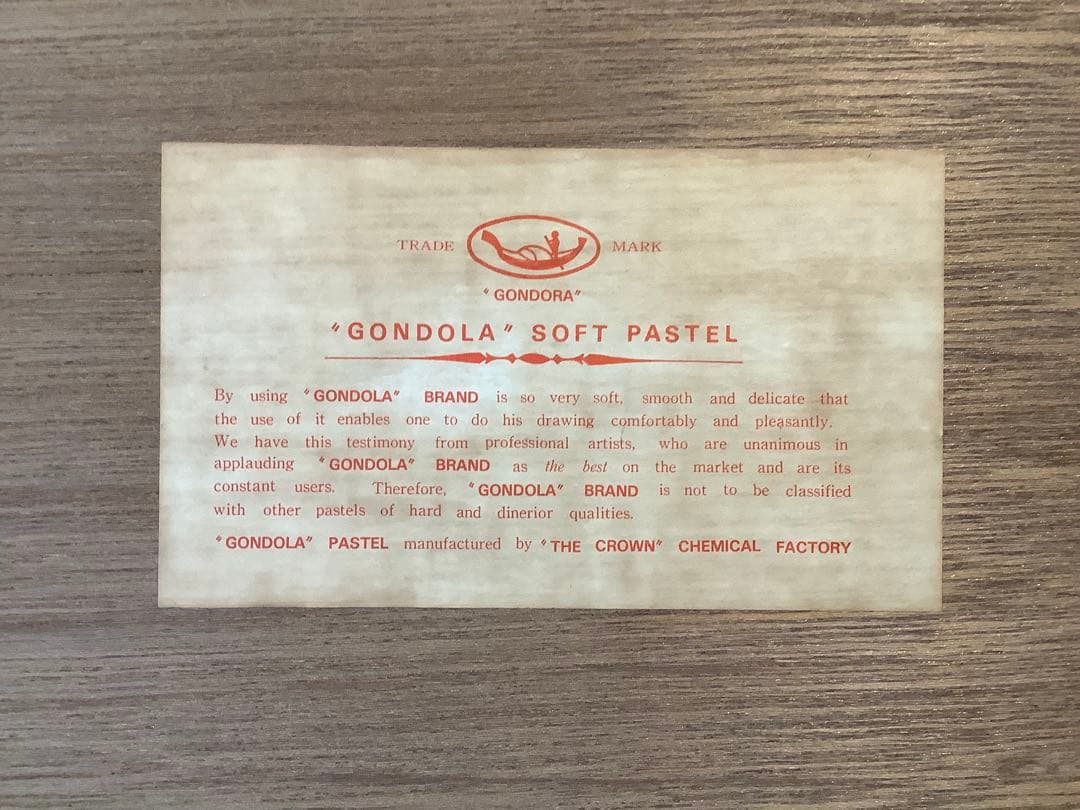 TRADE MARK
"GONDORA"
"GONDOLA" SOFT PASTEL
By using "GONDOLA" BRAND is so very soft, smooth and delicate that
the use of it enables one to do his drawing comfortably and pleasantly.
We have this testimony from professional artists, who are unanimous in
applauding "GONDOLA" BRAND as the best on the market and are its
constant users. Therefore, "GONDOLA" BRAND is not to be classified
with other pastels of hard and dinerior qualities.
"GONDOLA" PASTEL manufactured by "THE CROWN" CHEMICAL FACTORY